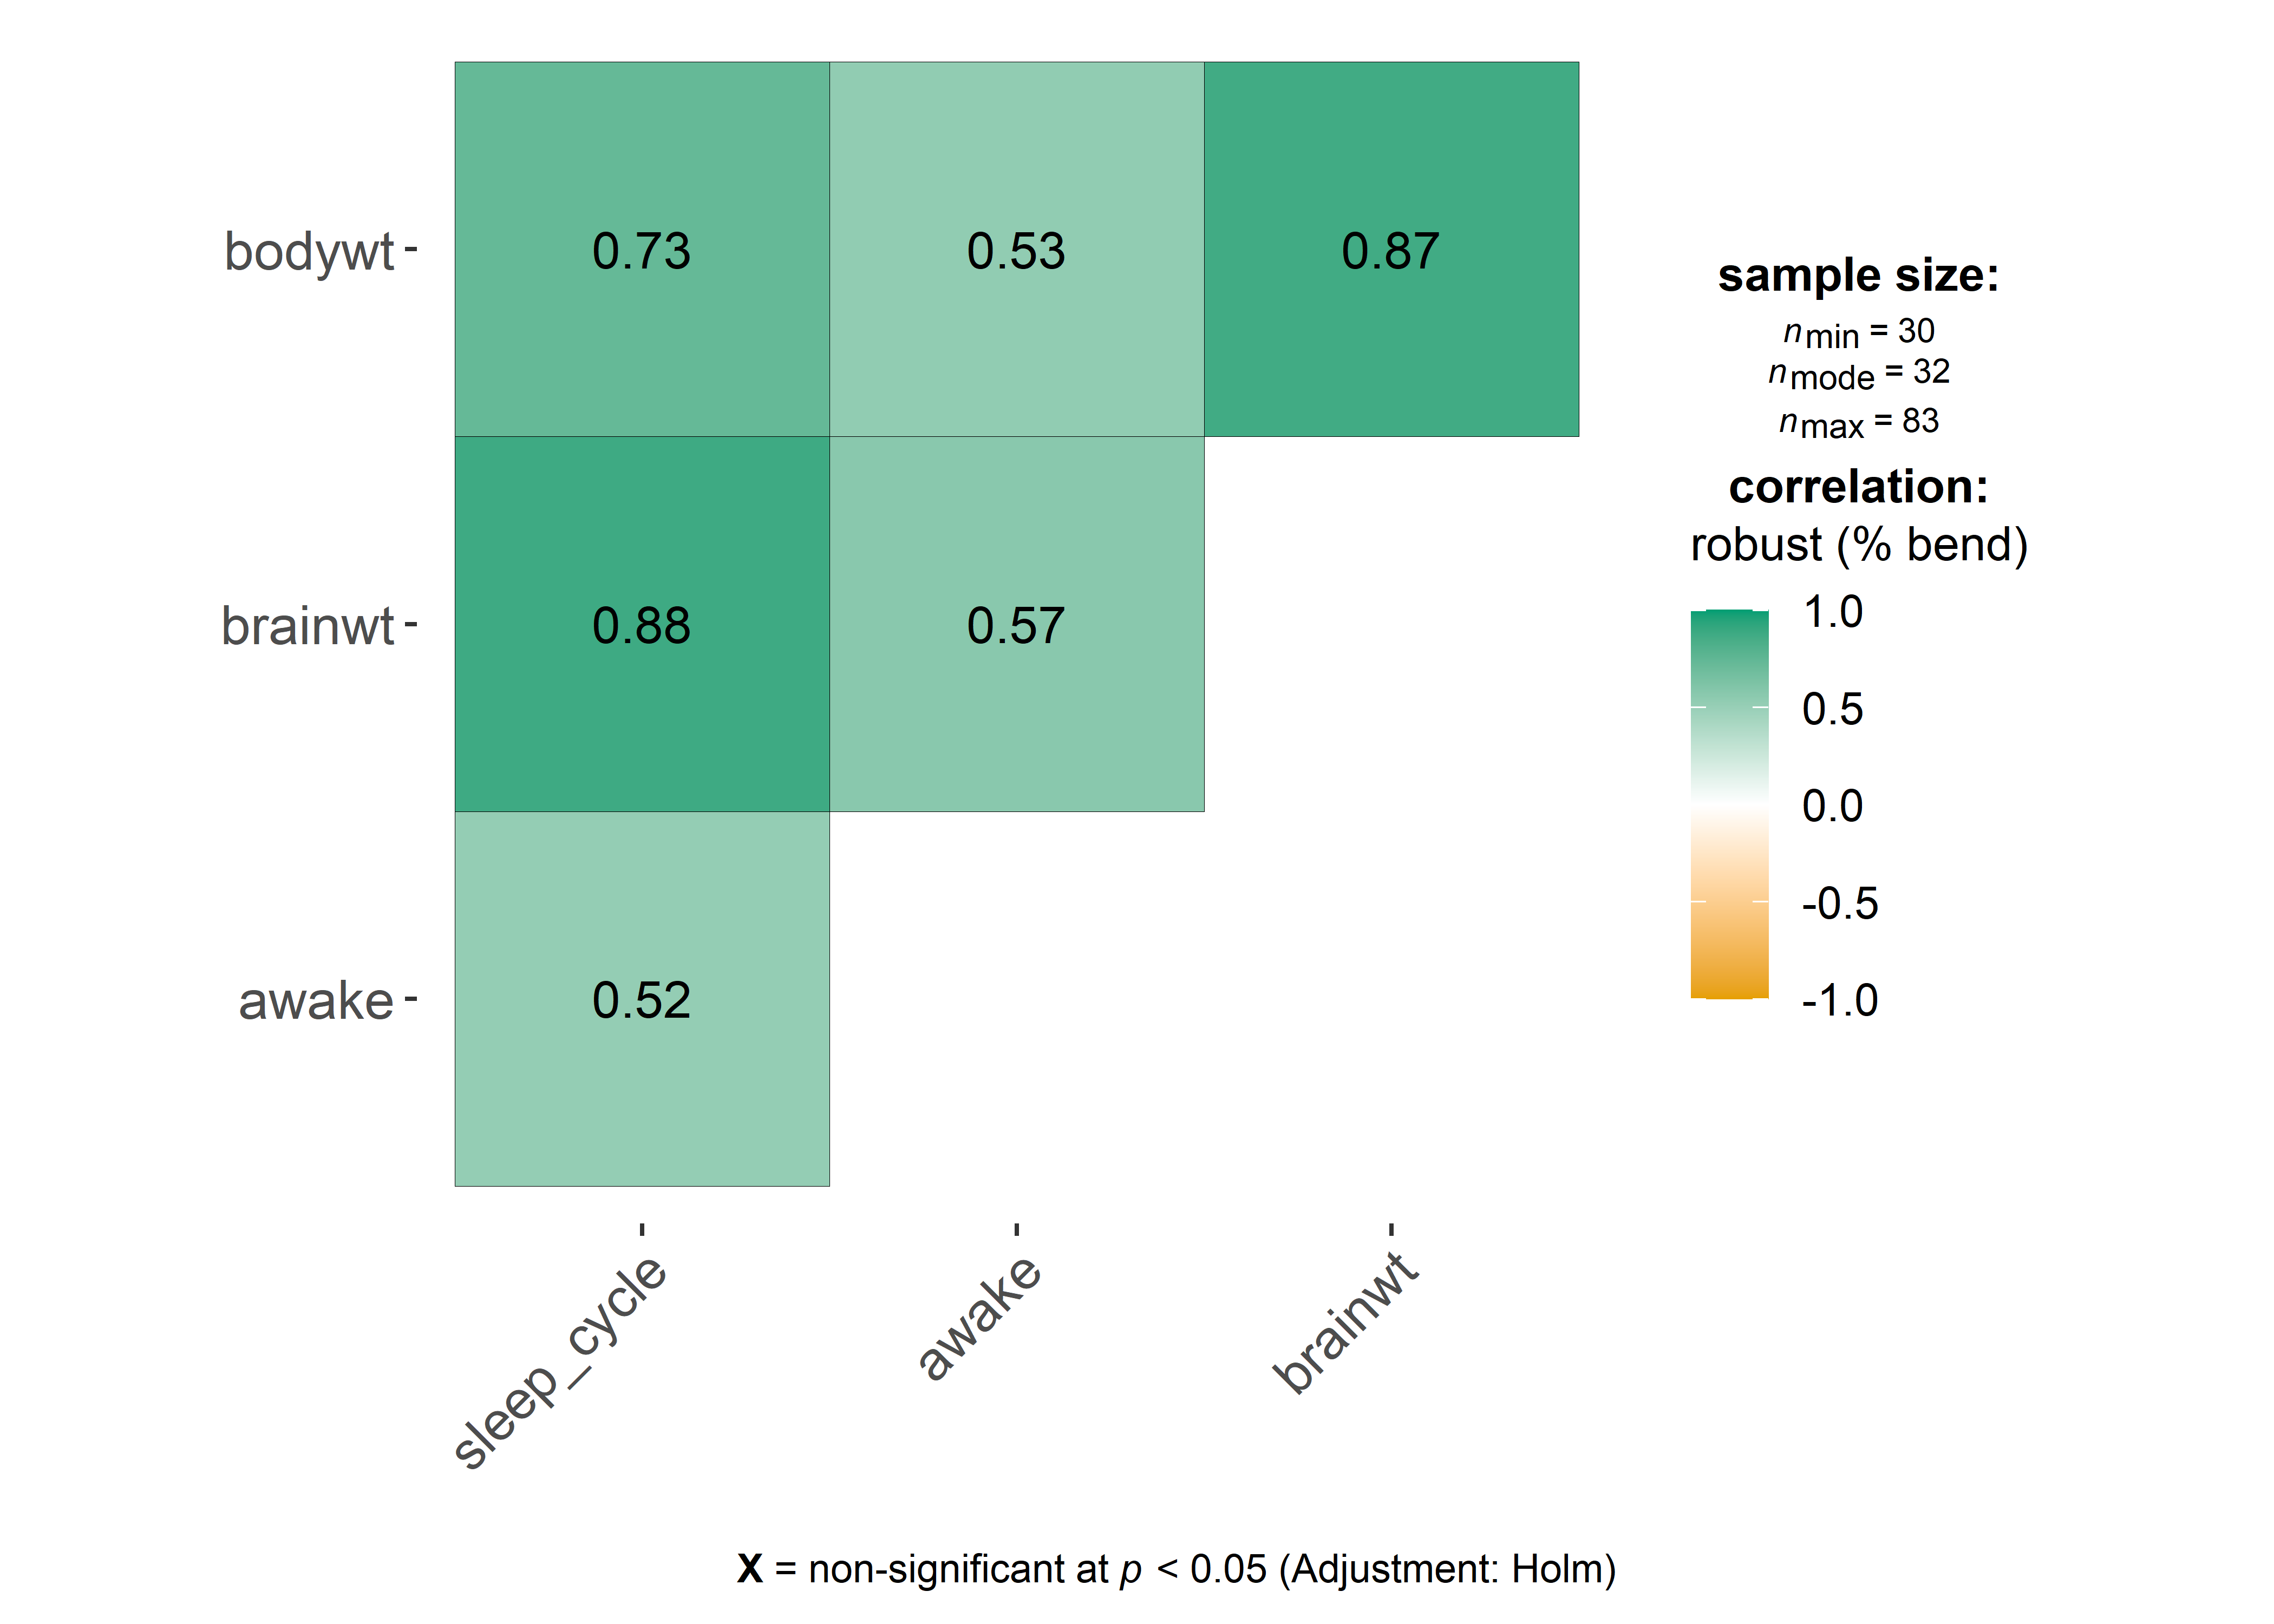 bodywt
0.73 0.53 0.87
brainwt
0.88 0.57
awake
0.52
sleep_cycle
awake
brainwt
sample size:
nmin = 30
nmode = 32
nmax = 83
correlation:
robust (% bend)
1.0
0.5
0.0
-0.5
-1.0
X = non-significant at p < 0.05 (Adjustment: Holm)